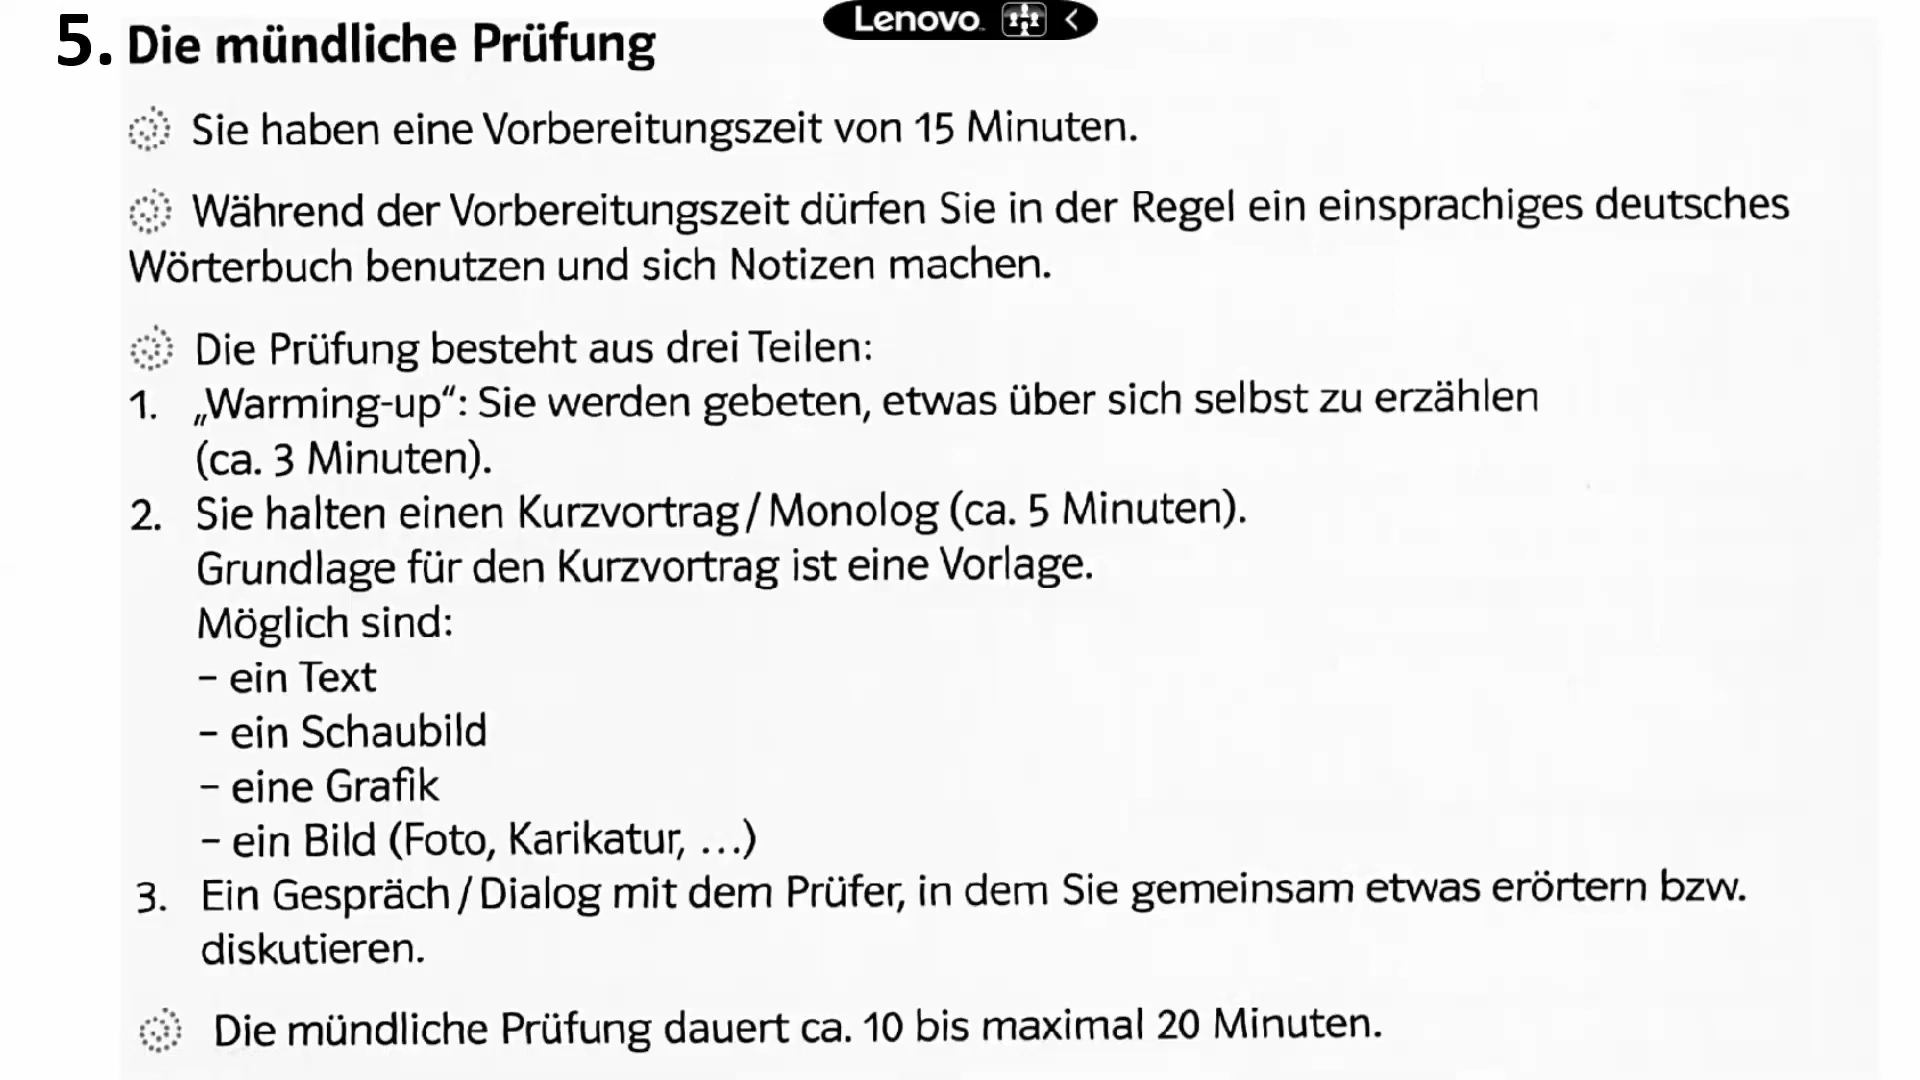 Lenovo
5. Die mündliche Prüfung
Sie haben eine Vorbereitungszeit von 15 Minuten.
Während der Vorbereitungszeit dürfen Sie in der Regel ein einsprachiges deutsches
Wörterbuch benutzen und sich Notizen machen.
Die Prüfung besteht aus drei Teilen:
1. „Warming-up“: Sie werden gebeten, etwas über sich selbst zu erzählen
(ca. 3 Minuten).
2. Sie halten einen Kurzvortrag / Monolog (ca. 5 Minuten).
Grundlage für den Kurzvortrag ist eine Vorlage.
Möglich sind:
– ein Text
– ein Schaubild
– eine Grafik
– ein Bild (Foto, Karikatur, …)
3. Ein Gespräch / Dialog mit dem Prüfer, in dem Sie gemeinsam etwas erörtern bzw.
diskutieren.
Die mündliche Prüfung dauert ca. 10 bis maximal 20 Minuten.